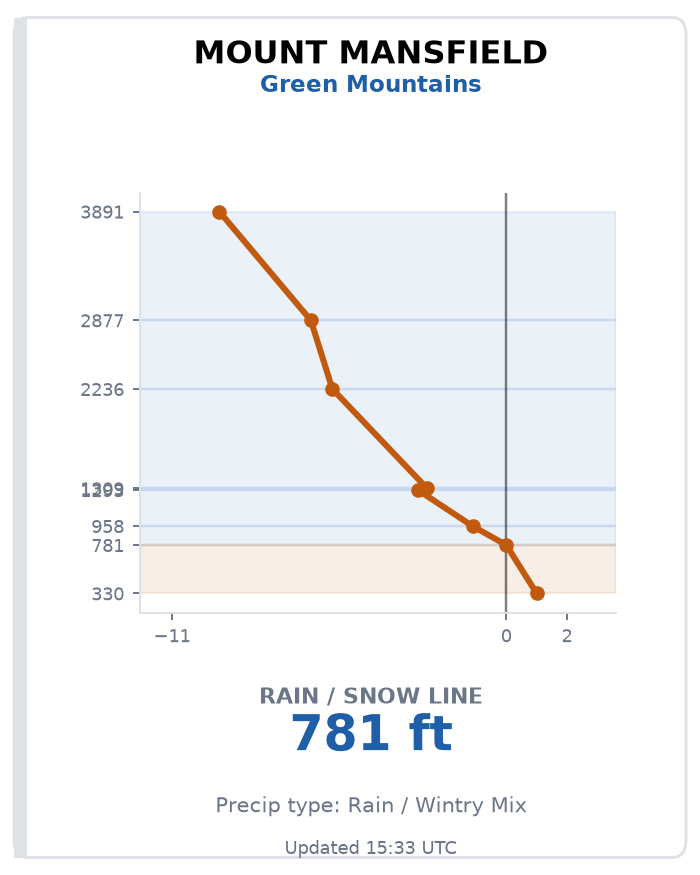 MOUNT MANSFIELD
Green Mountains
3891
2877
2236
958
781
330
−11 0 2
RAIN / SNOW LINE
781 ft
Precip type: Rain / Wintry Mix
Updated 15:33 UTC